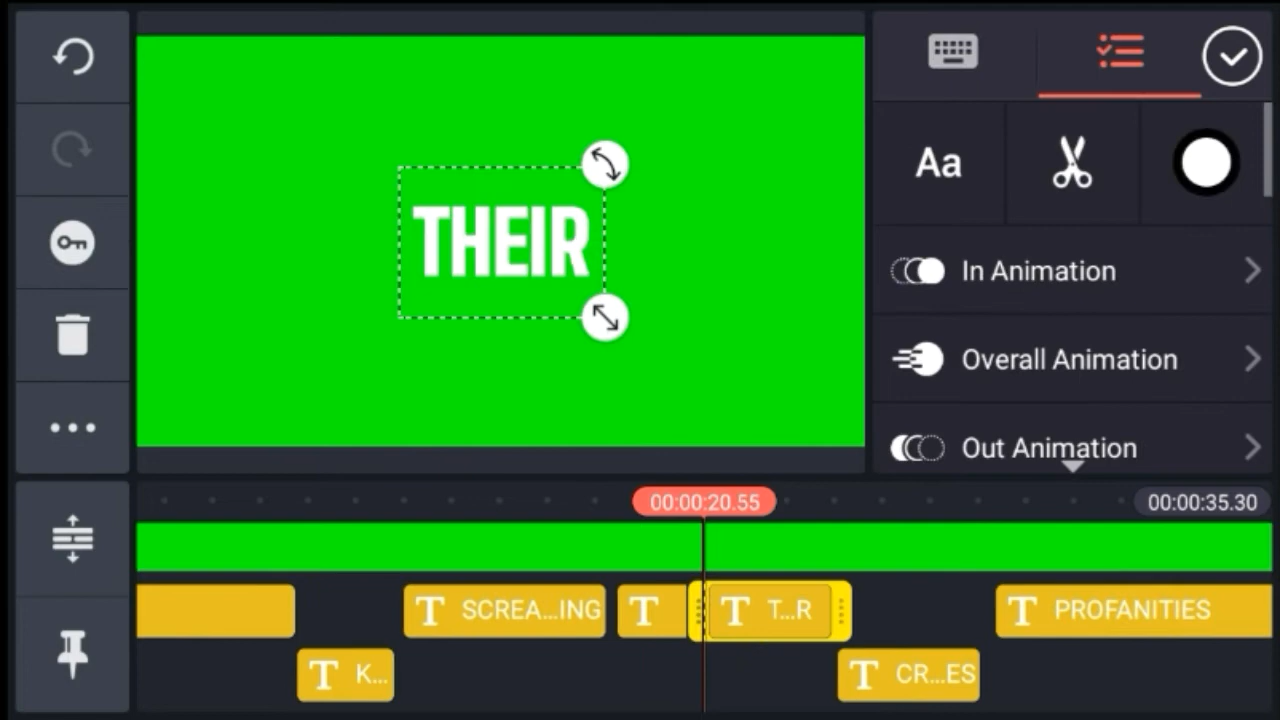 THEIR
Aa
In Animation
Overall Animation
Out Animation
00:00:20.55
00:00:35.30
T SCREA...ING
T
T T...R
T PROFANITIES
T K...
T CR...ES